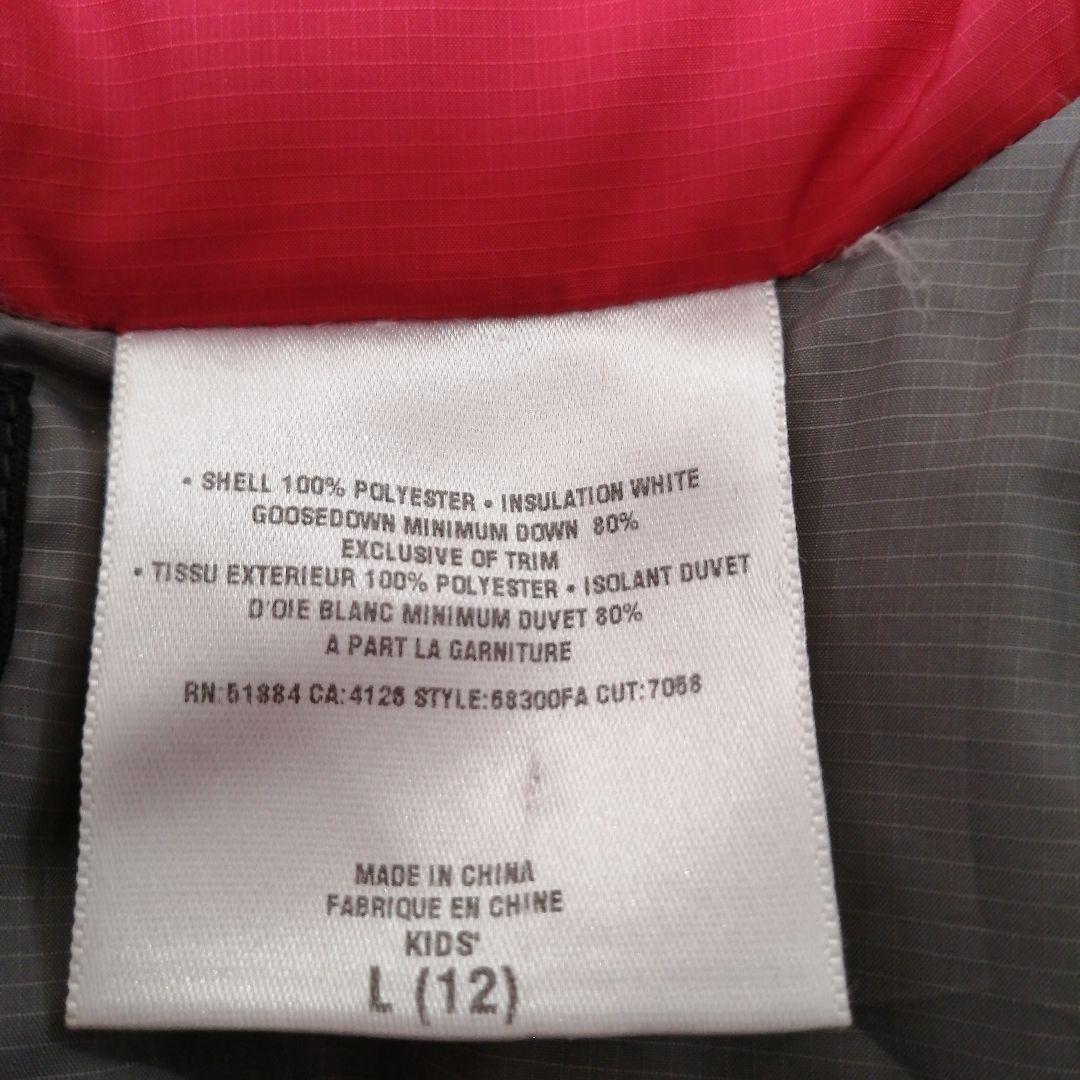 • SHELL 100% POLYESTER • INSULATION WHITE
GOOSEDOWN MINIMUM DOWN 80%
EXCLUSIVE OF TRIM
• TISSU EXTERIEUR 100% POLYESTER • ISOLANT DUVET
D'OIE BLANC MINIMUM DUVET 80%
A PART LA GARNITURE
RN:51884 CA:4126 STYLE:68300FA CUT:7058
MADE IN CHINA
FABRIQUE EN CHINE
KIDS'
L (12)